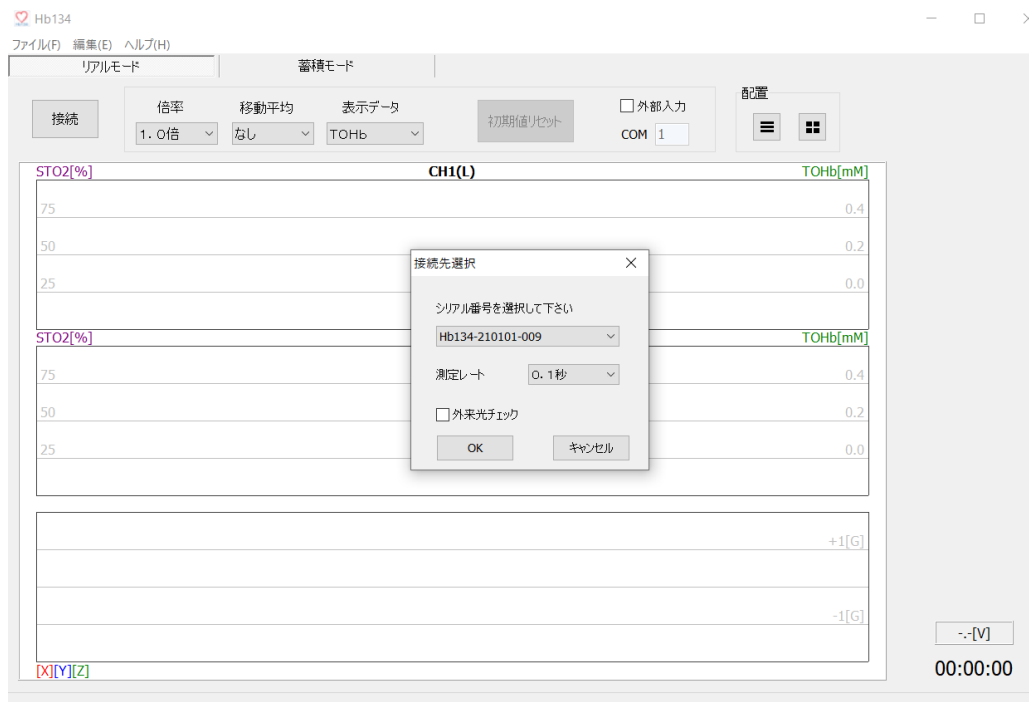 Hb134
ファイル(F) 編集(E) ヘルプ(H)
リアルモード 蓄積モード
接続
倍率 移動平均 表示データ
1.0倍 なし TOHb
初期値リセット
外部入力
COM 1
配置
STO2[%] CH1(L) TOHb[mM]
75 0.4
50 0.2
25 0.0
STO2[%] TOHb[mM]
75 0.4
50 0.2
25 0.0
+1[G]
-1[G]
[X][Y][Z]
接続先選択
シリアル番号を選択して下さい
Hb134-210101-009
測定レート 0.1秒
外来光チェック
OK キャンセル
-.-[V]
00:00:00